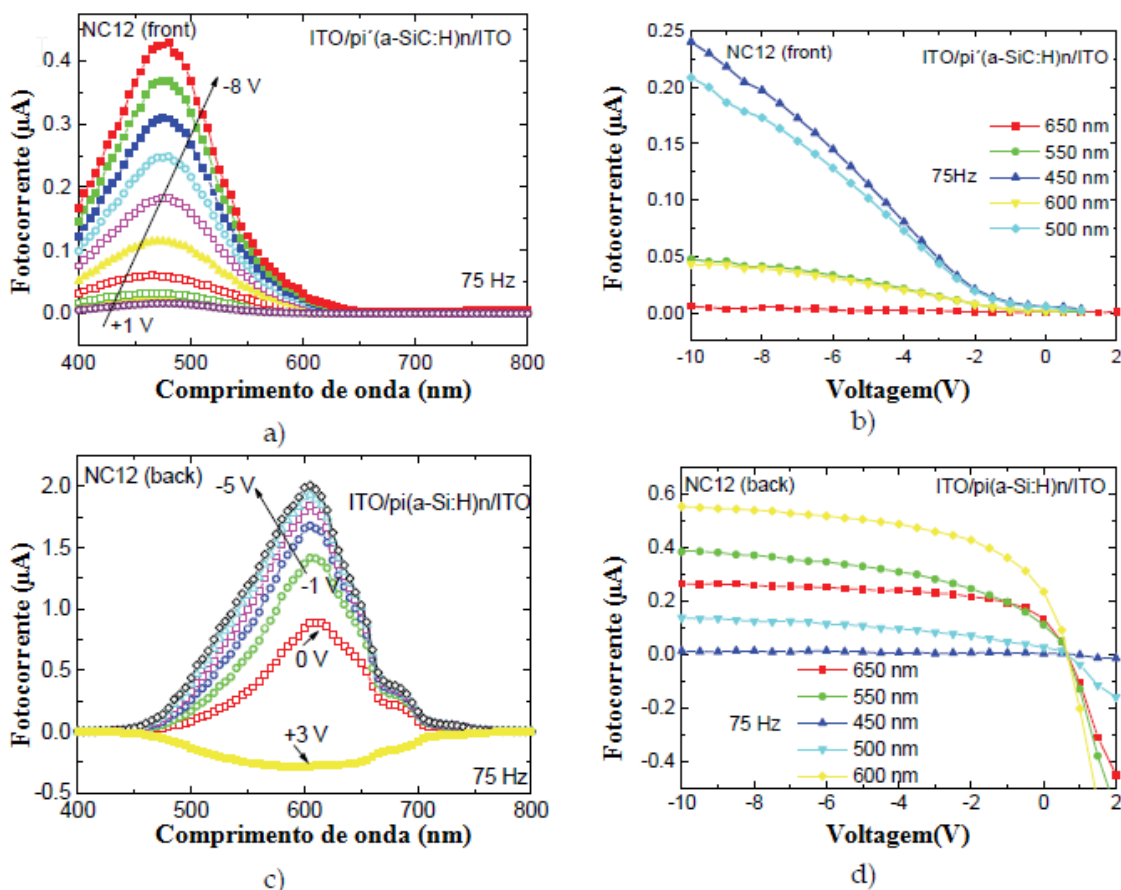 NC12 (front)
ITO/pi´(a-SiC:H)n/ITO
-8 V
+1 V
75 Hz
0.4
0.3
0.2
0.1
0.0
400 500 600 700 800
Fotocorrente (µA)
Comprimento de onda (nm)
a)
NC12 (front)
ITO/pi´(a-SiC:H)n/ITO
650 nm
550 nm
75Hz
450 nm
600 nm
500 nm
0.25
0.20
0.15
0.10
0.05
0.00
-10 -8 -6 -4 -2 0 2
Fotocorrente (µA)
Voltagem(V)
b)
NC12 (back)
ITO/pi(a-Si:H)n/ITO
-5 V
-1 V
0 V
+3 V
75 Hz
2.0
1.5
1.0
0.5
0.0
-0.5
400 500 600 700 800
Fotocorrente (µA)
Comprimento de onda (nm)
c)
NC12 (back)
ITO/pi(a-Si:H)n/ITO
650 nm
550 nm
75 Hz
450 nm
500 nm
600 nm
0.6
0.4
0.2
0.0
-0.2
-0.4
-10 -8 -6 -4 -2 0 2
Fotocorrente (µA)
Voltagem(V)
d)